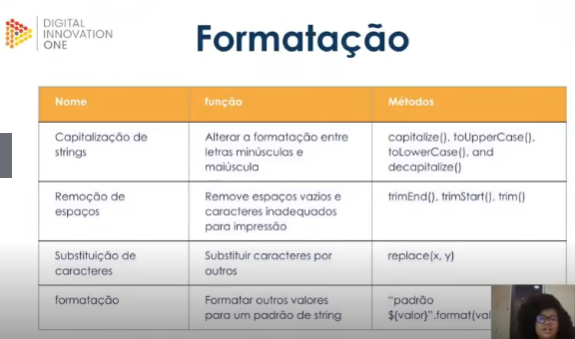 DIGITAL
INNOVATION
ONE
Formatação
Nome função Métodos
Capitalização de strings
Alterar a formatação entre letras minúsculas e maiúscula
capitalize(), toUpperCase(), toLowerCase(), and decapitalize()
Remoção de espaços
Remove espaços vazios e caracteres inadequados para impressão
trimEnd(), trimStart(), trim()
Substituição de caracteres
Substituir caracteres por outros
replace(x, y)
formatação
Formatar outros valores para um padrão de string
“padrão ${valor}”.format(val